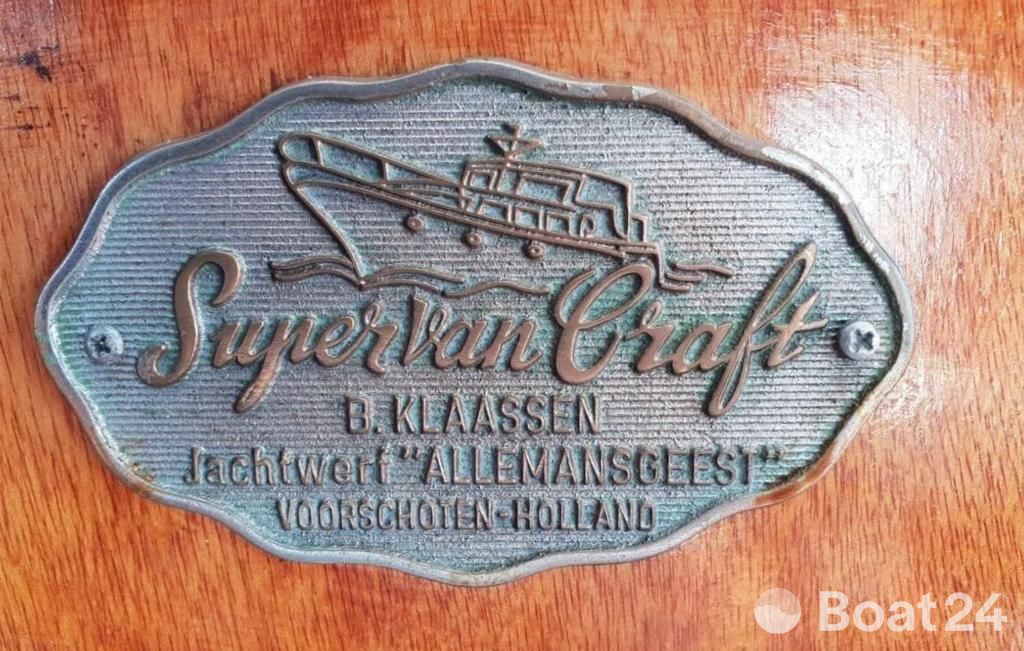 Super van Craft
B. KLAASSEN
Jachtwerf "ALLEMANSGEEST"
VOORSCHOTEN-HOLLAND
Boat24